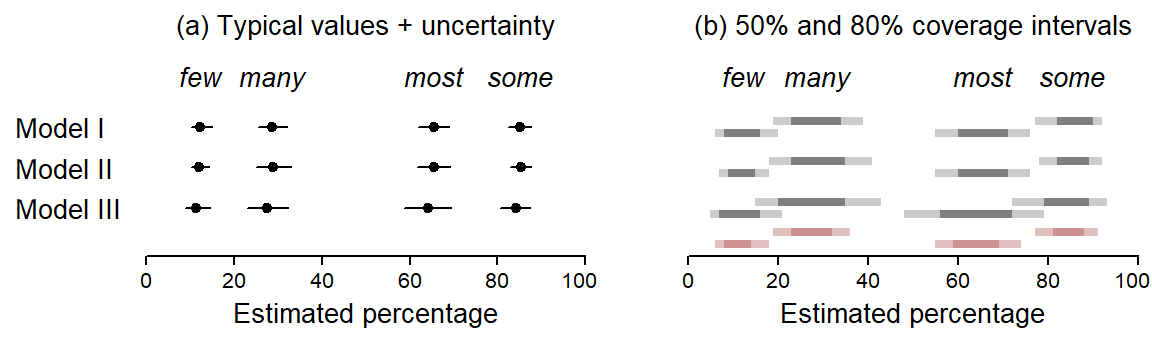 (a) Typical values + uncertainty
few many most some
Model I
Model II
Model III
0 20 40 60 80 100
Estimated percentage
(b) 50% and 80% coverage intervals
few many most some
0 20 40 60 80 100
Estimated percentage